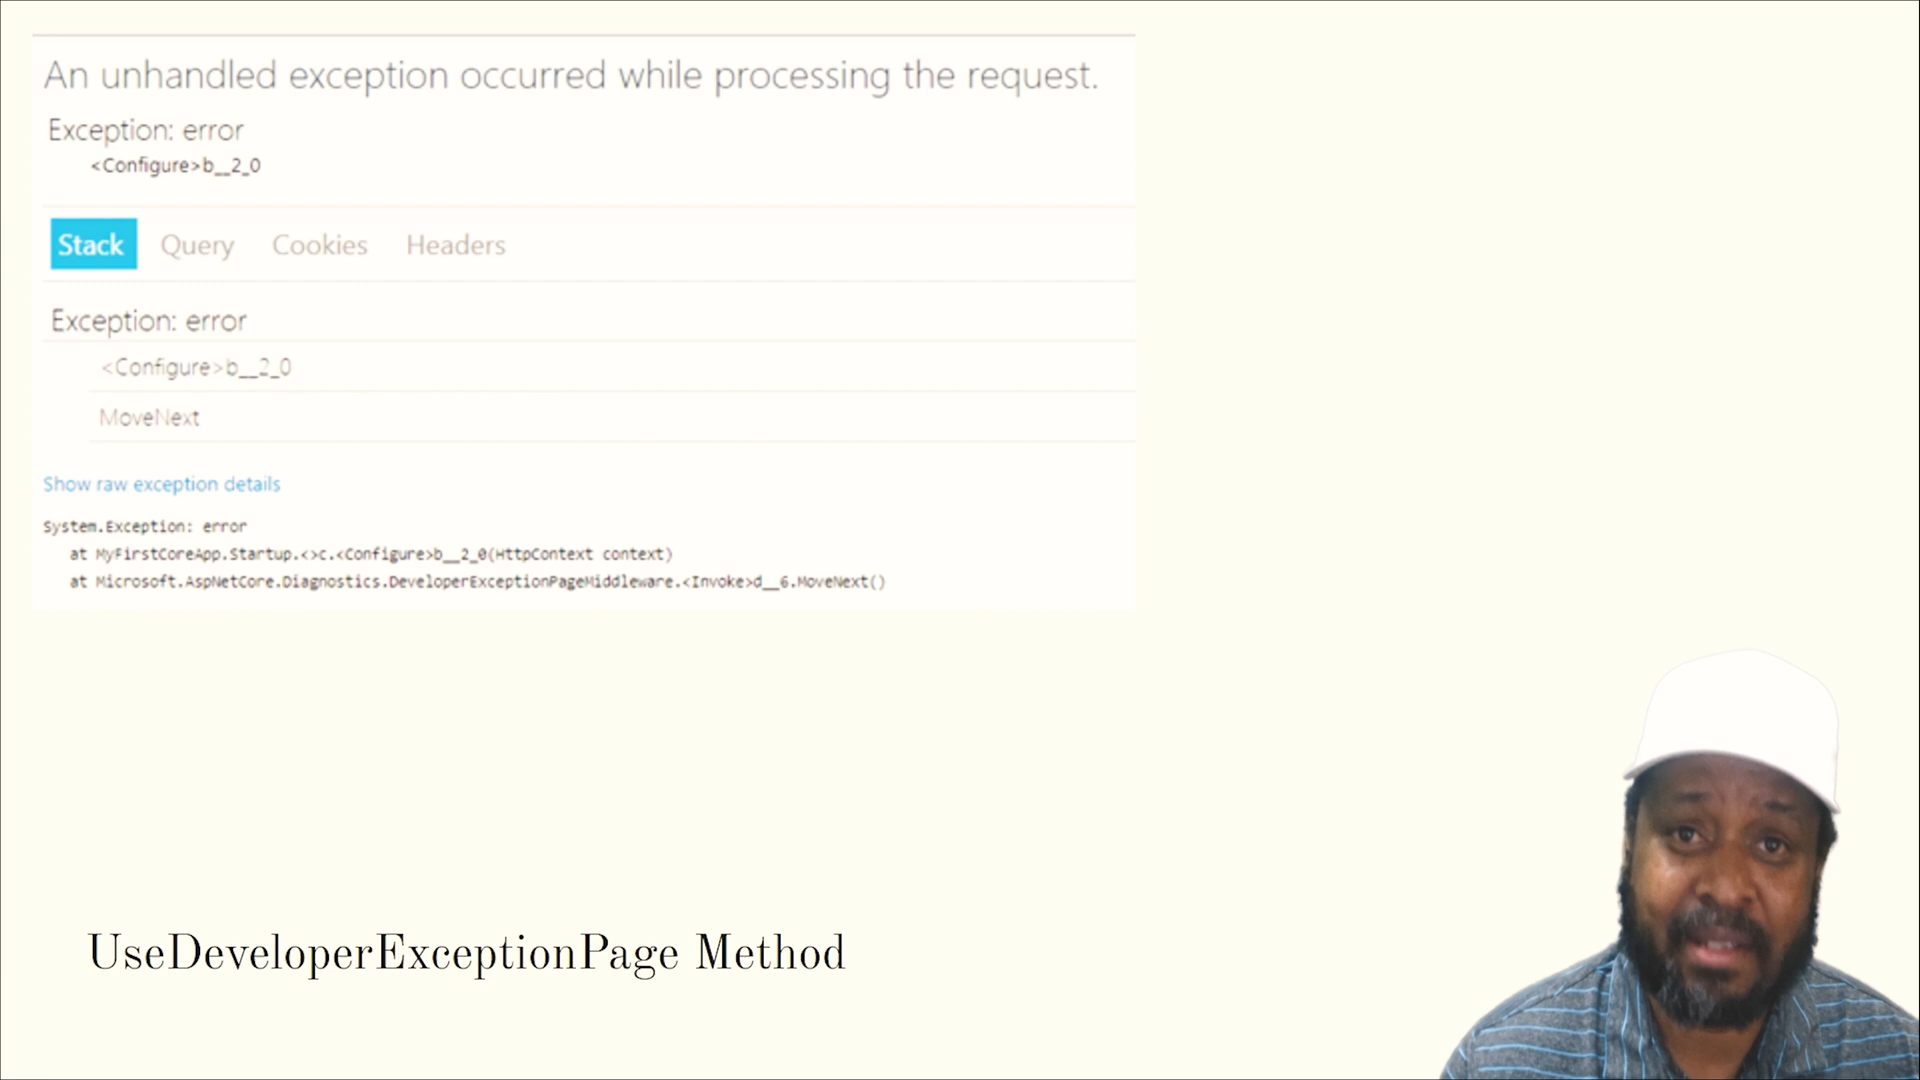 An unhandled exception occurred while processing the request.
Exception: error
<Configure>b__2_0
Stack Query Cookies Headers
Exception: error
<Configure>b__2_0
MoveNext
Show raw exception details
System.Exception: error
at MyFirstCoreApp.Startup.<>c.<Configure>b__2_0(HttpContext context)
at Microsoft.AspNetCore.Diagnostics.DeveloperExceptionPageMiddleware.<Invoke>d__6.MoveNext()
UseDeveloperExceptionPage Method